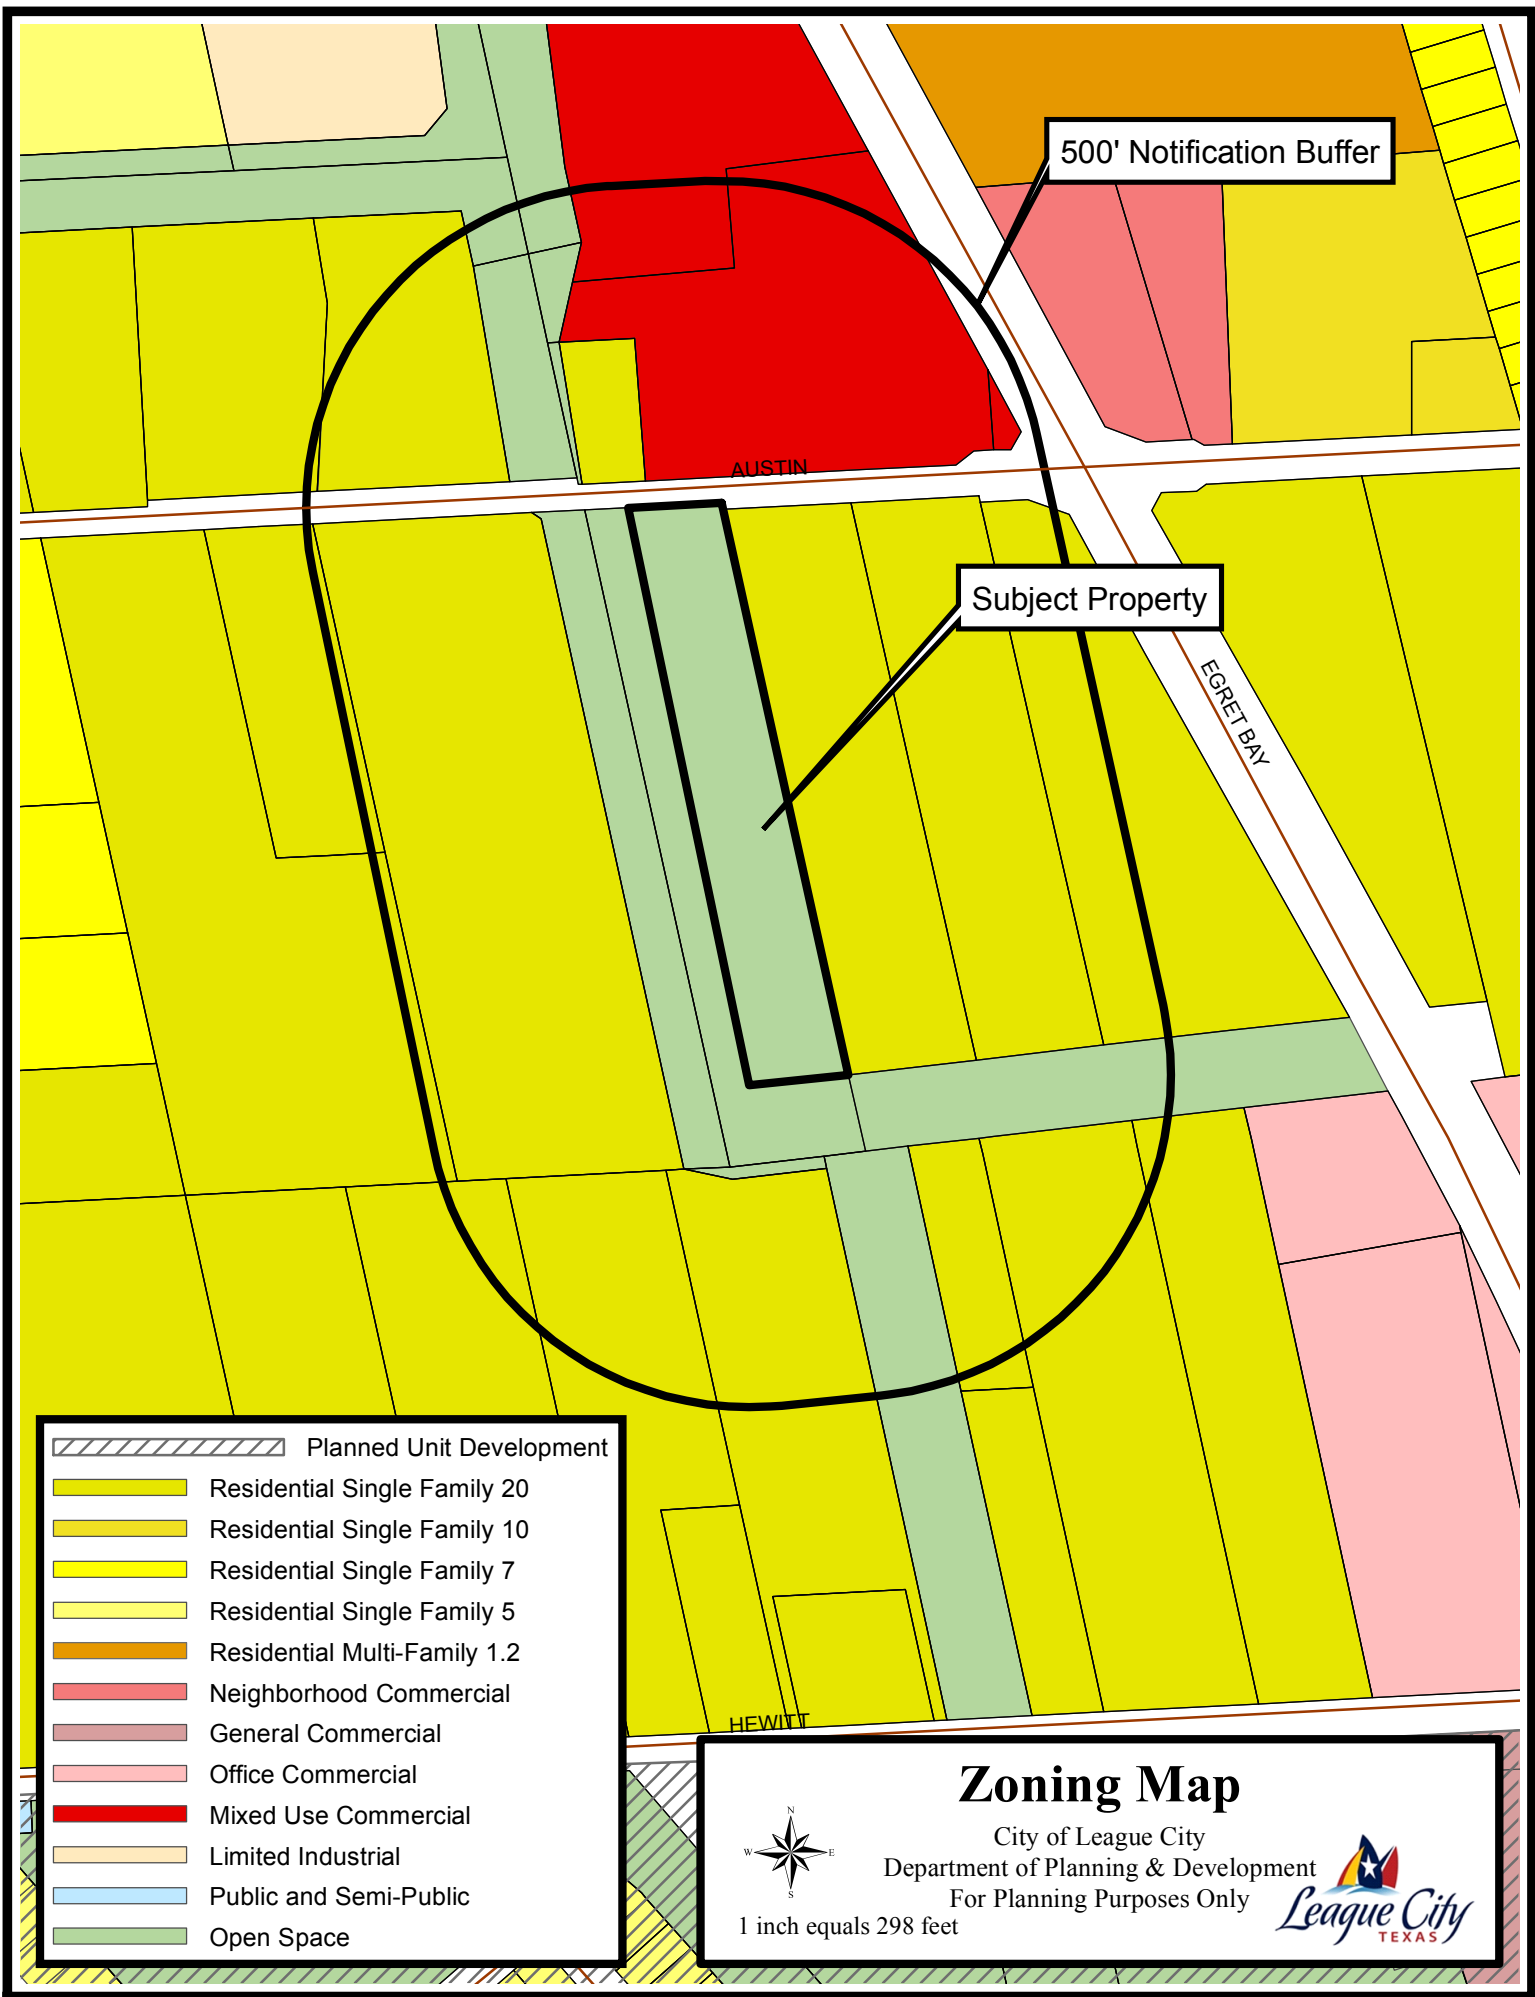 500' Notification Buffer
AUSTIN
Subject Property
EGRET BAY
Planned Unit Development
Residential Single Family 20
Residential Single Family 10
Residential Single Family 7
Residential Single Family 5
Residential Multi-Family 1.2
Neighborhood Commercial
General Commercial
Office Commercial
Mixed Use Commercial
Limited Industrial
Public and Semi-Public
Open Space
HEWITT
Zoning Map
City of League City
Department of Planning & Development
For Planning Purposes Only
1 inch equals 298 feet
N
W E
S
League City
TEXAS